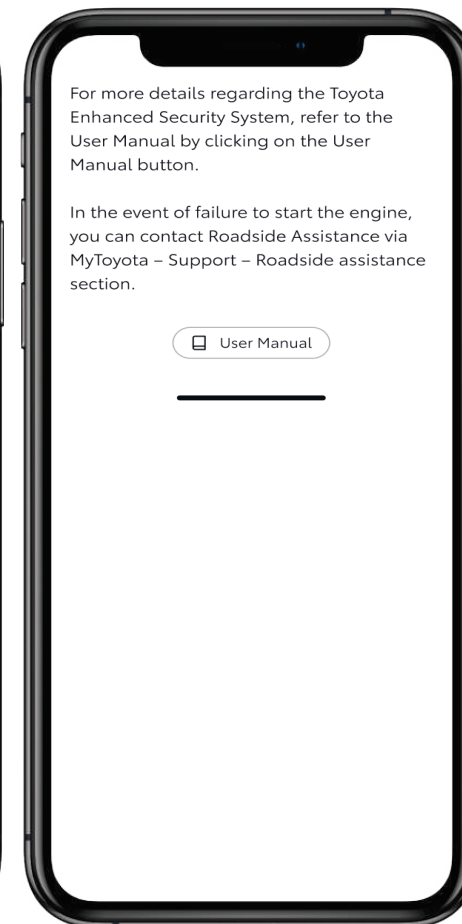 For more details regarding the Toyota
Enhanced Security System, refer to the
User Manual by clicking on the User
Manual button.
In the event of failure to start the engine,
you can contact Roadside Assistance via
MyToyota – Support – Roadside assistance
section.
User Manual